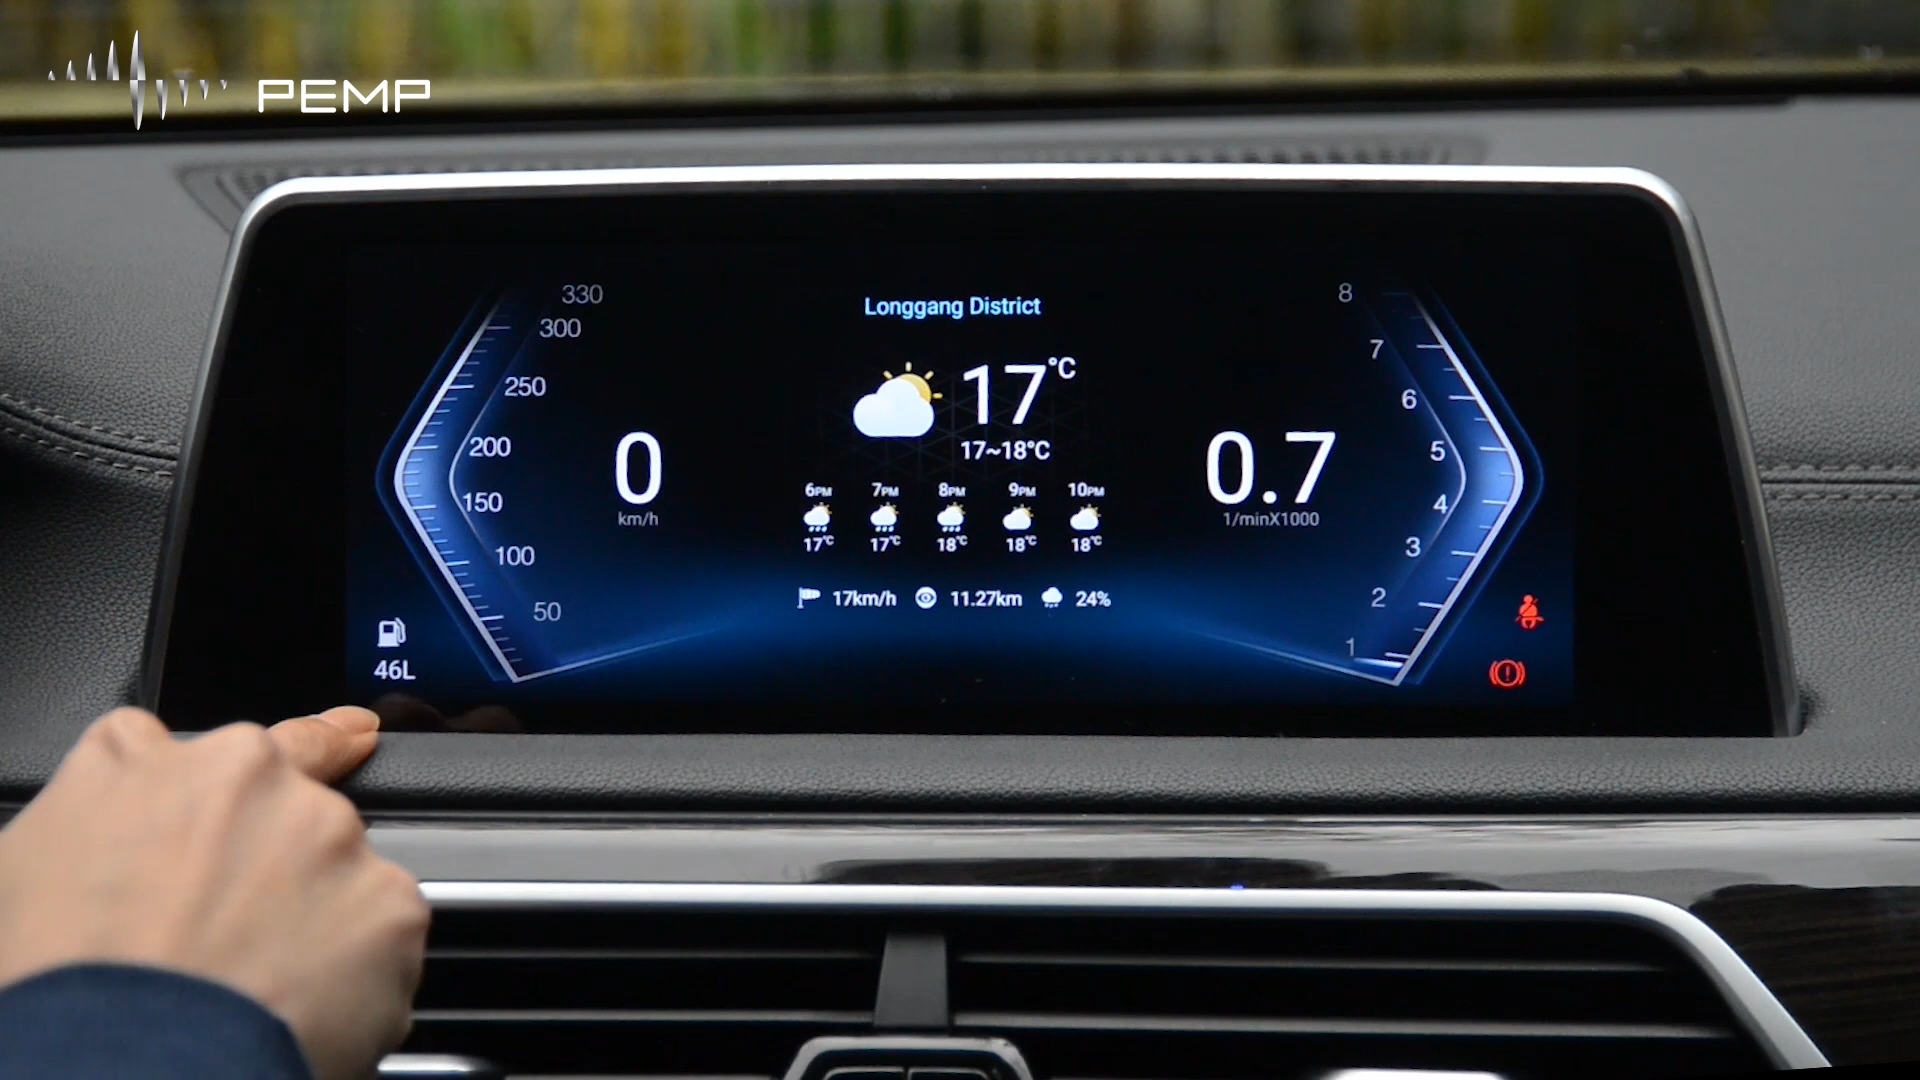 PEMP
Longgang District
17°C
17~18°C
6PM 7PM 8PM 9PM 10PM
17°C 17°C 18°C 18°C 18°C
17km/h 11.27km 24%
330
300
250
200
150
100
50
0
km/h
46L
0.7
1/minX1000
8
7
6
5
4
3
2
1